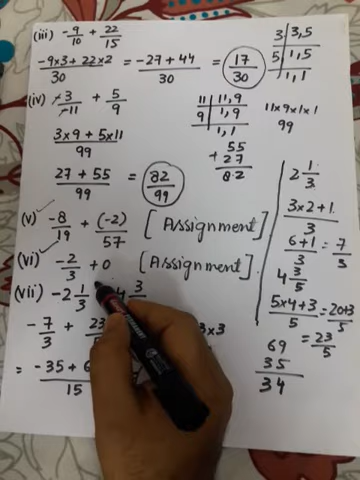 (iii) -9/10 + 22/15
-9×3+22×2/30 = -27+44/30 = 17/30
3 | 3,5
5 | 1,5
1,1
(iv) -3/-11 + 5/9
3×9+5×11/99
27+55/99 = 82/99
11 | 11,9
9 | 1,9
1,1
11×9×1×1
99
55
+ 27
82
(v) -8/19 + (-2)/57 [Assignment]
(vi) -2/3 + 0 [Assignment]
(vii) -2 1/3 4 3/5
-7/3 + 23
= -35+6 /15
×3
2 1/3
3×2+1/3
6+1/3 = 7/3
4 3/5
5×4+3/5 = 20+3/5
= 23/5
69
35
34